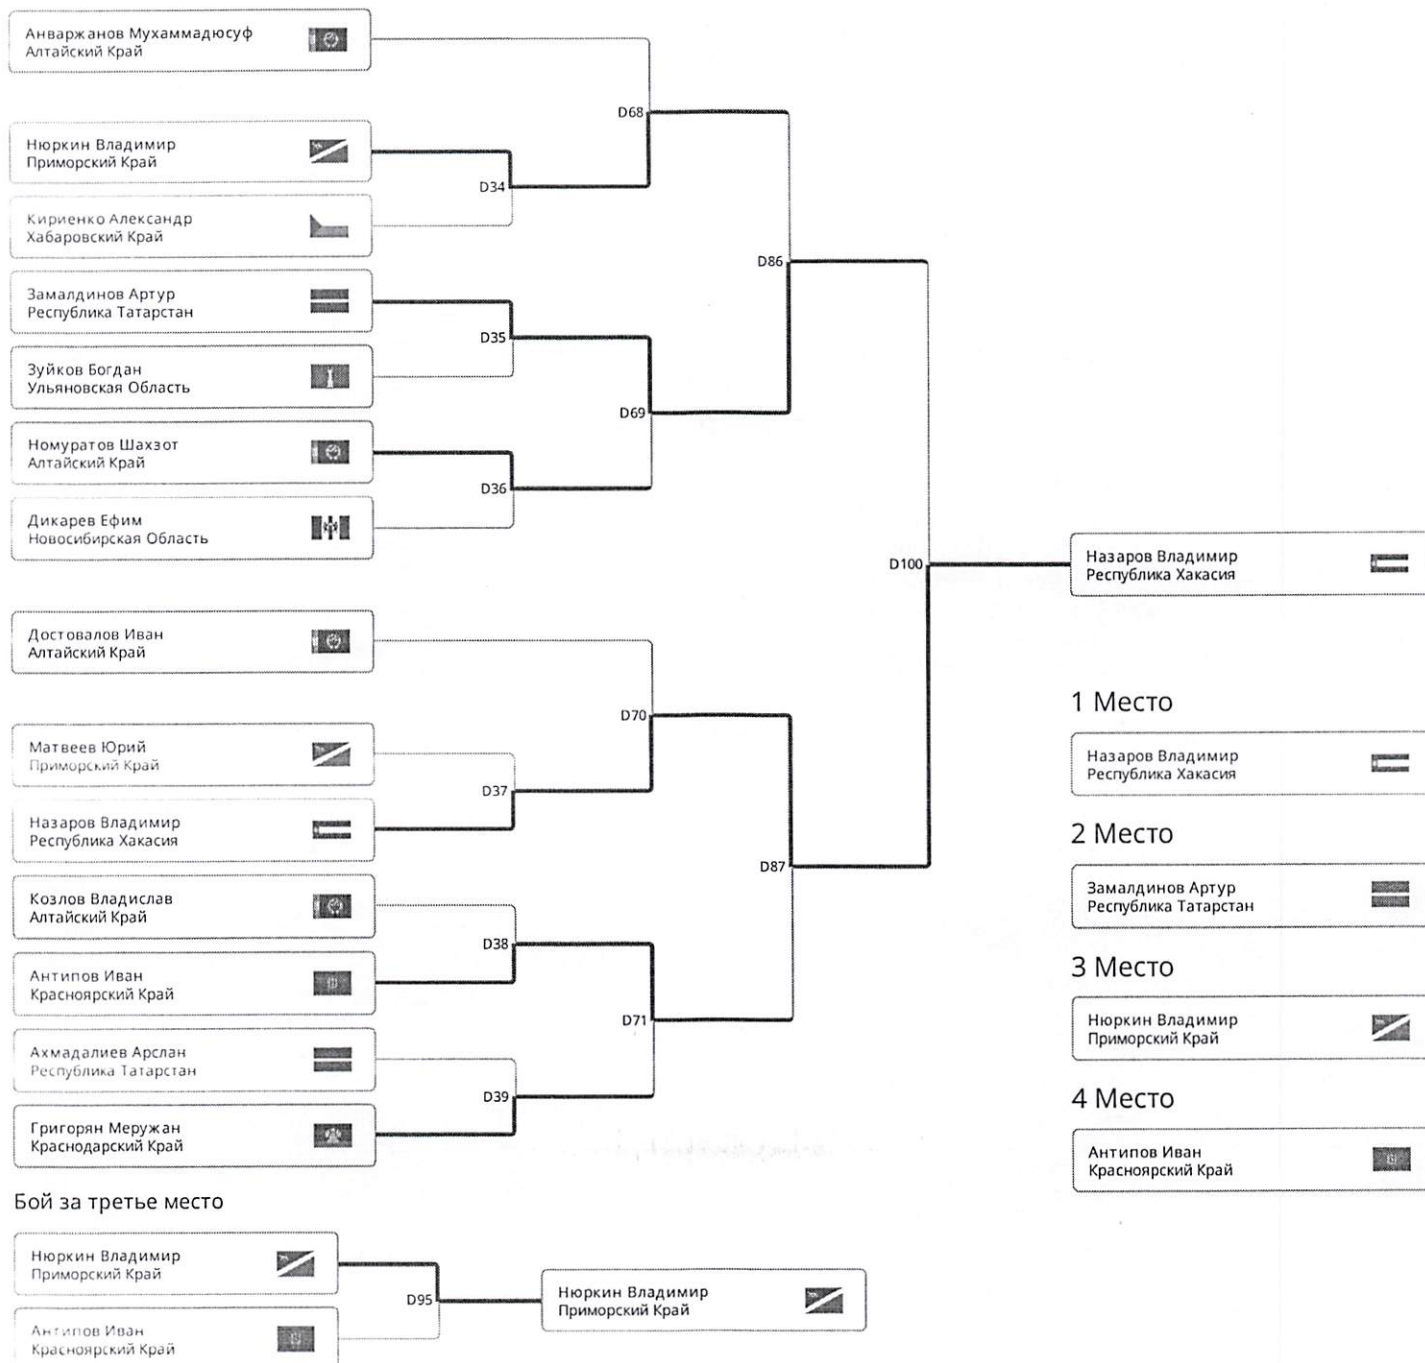 Анваржанов Мухаммадюсуф
Алтайский Край
D68
Нюркин Владимир
Приморский Край
D34
Кириенко Александр
Хабаровский Край
D86
Замалдинов Артур
Республика Татарстан
D35
Зуйков Богдан
Ульяновская Область
D69
Номуратов Шахзот
Алтайский Край
D36
Дикарев Ефим
Новосибирская Область
D100
Назаров Владимир
Республика Хакасия
Достовалов Иван
Алтайский Край
D70
Матвеев Юрий
Приморский Край
D37
Назаров Владимир
Республика Хакасия
D87
Козлов Владислав
Алтайский Край
D38
Антипов Иван
Красноярский Край
D71
Ахмадалиев Арслан
Республика Татарстан
D39
Григорян Меружан
Краснодарский Край
1 Место
Назаров Владимир
Республика Хакасия
2 Место
Замалдинов Артур
Республика Татарстан
3 Место
Нюркин Владимир
Приморский Край
4 Место
Антипов Иван
Красноярский Край
Бой за третье место
Нюркин Владимир
Приморский Край
D95
Нюркин Владимир
Приморский Край
Антипов Иван
Красноярский Край